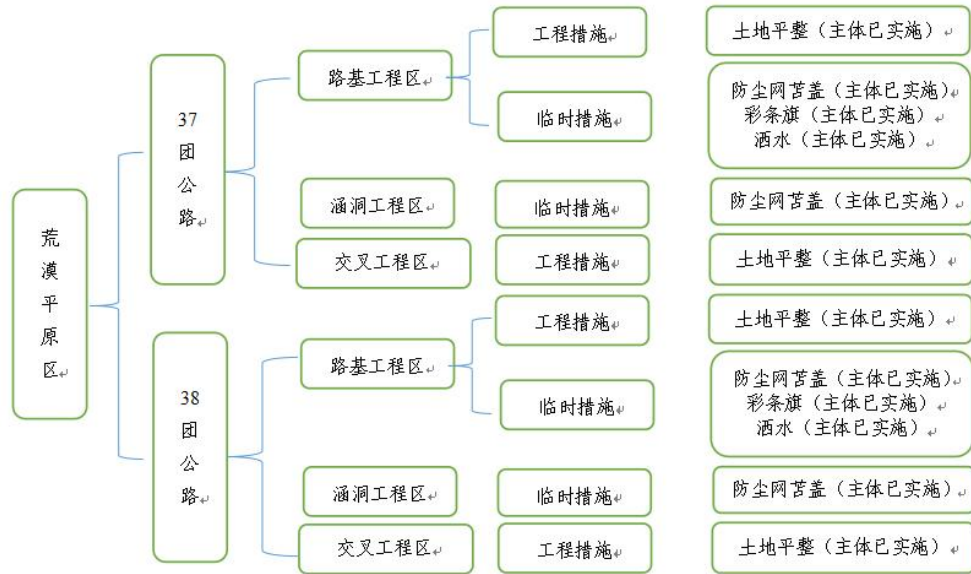 荒漠平原区
37团公路
路基工程区
工程措施
土地平整（主体已实施）
临时措施
防尘网苫盖（主体已实施）
彩条旗（主体已实施）
洒水（主体已实施）
涵洞工程区
临时措施
防尘网苫盖（主体已实施）
交叉工程区
工程措施
土地平整（主体已实施）
38团公路
路基工程区
工程措施
土地平整（主体已实施）
临时措施
防尘网苫盖（主体已实施）
彩条旗（主体已实施）
洒水（主体已实施）
涵洞工程区
临时措施
防尘网苫盖（主体已实施）
交叉工程区
工程措施
土地平整（主体已实施）